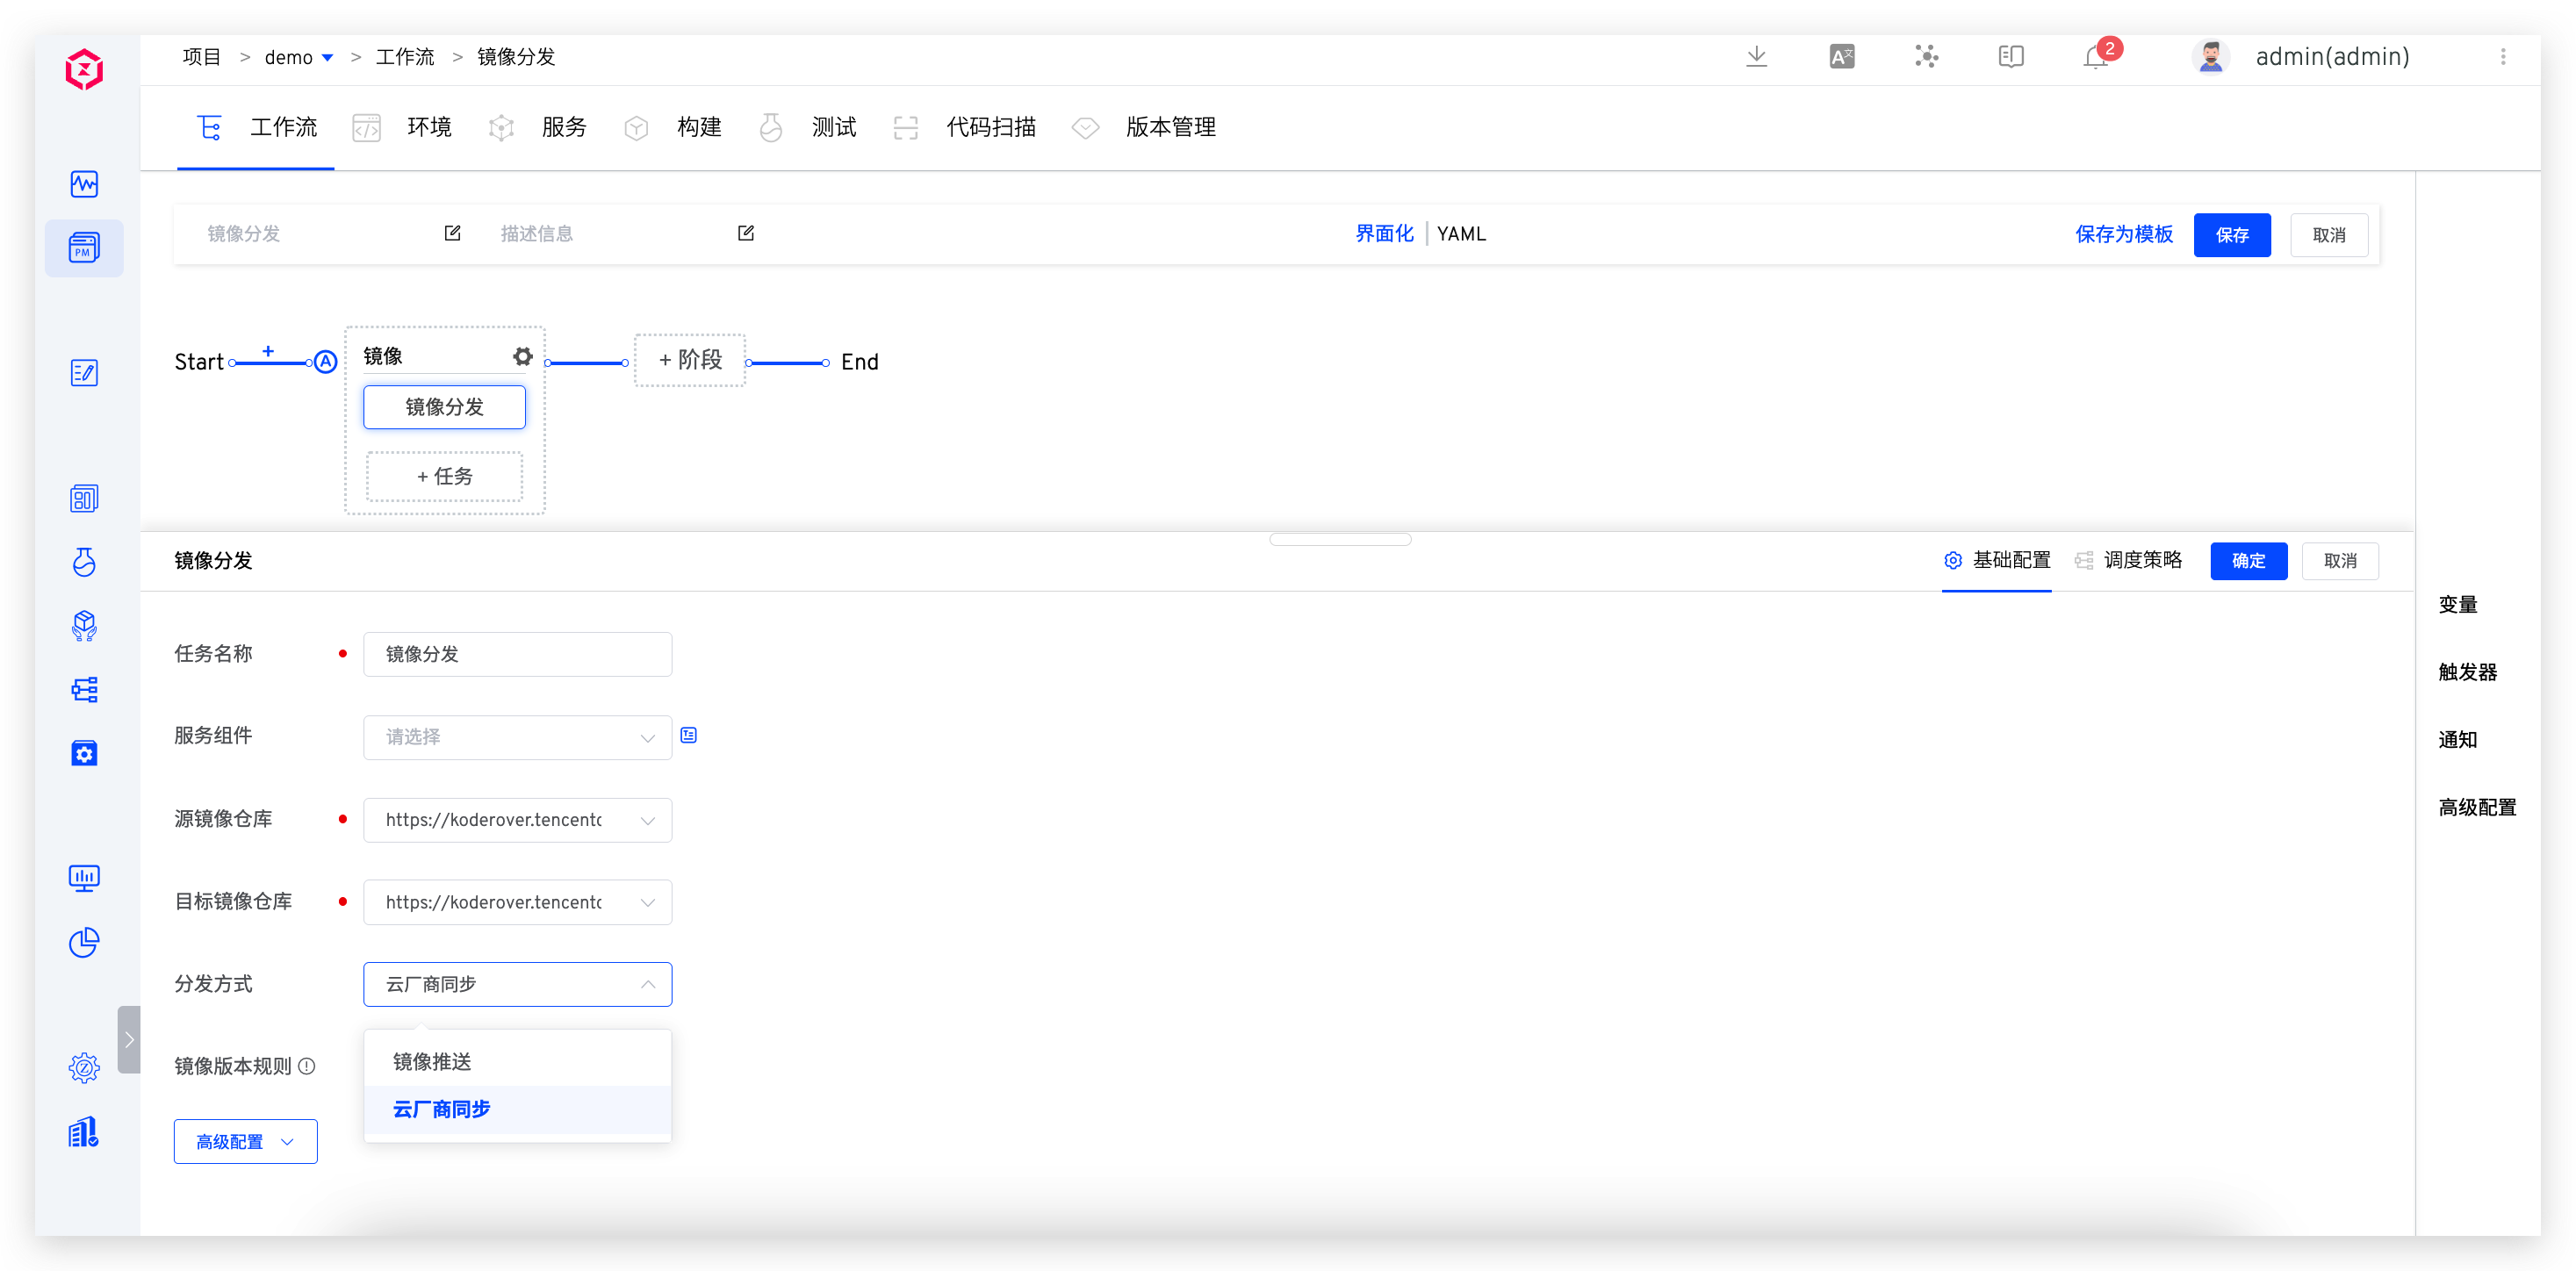 项目 > demo > 工作流 > 镜像分发
A文
2
admin(admin)
工作流 环境 服务 构建 测试 代码扫描 版本管理
PM
镜像分发 描述信息 界面化 YAML 保存为模板 保存 取消
Start + A 镜像 + 阶段 End
镜像分发
+ 任务
镜像分发 基础配置 调度策略 确定 取消
变量
触发器
通知
高级配置
任务名称 镜像分发
服务组件 请选择
源镜像仓库 https://koderover.tencentc
目标镜像仓库 https://koderover.tencentc
分发方式 云厂商同步
镜像版本规则
镜像推送
云厂商同步
高级配置